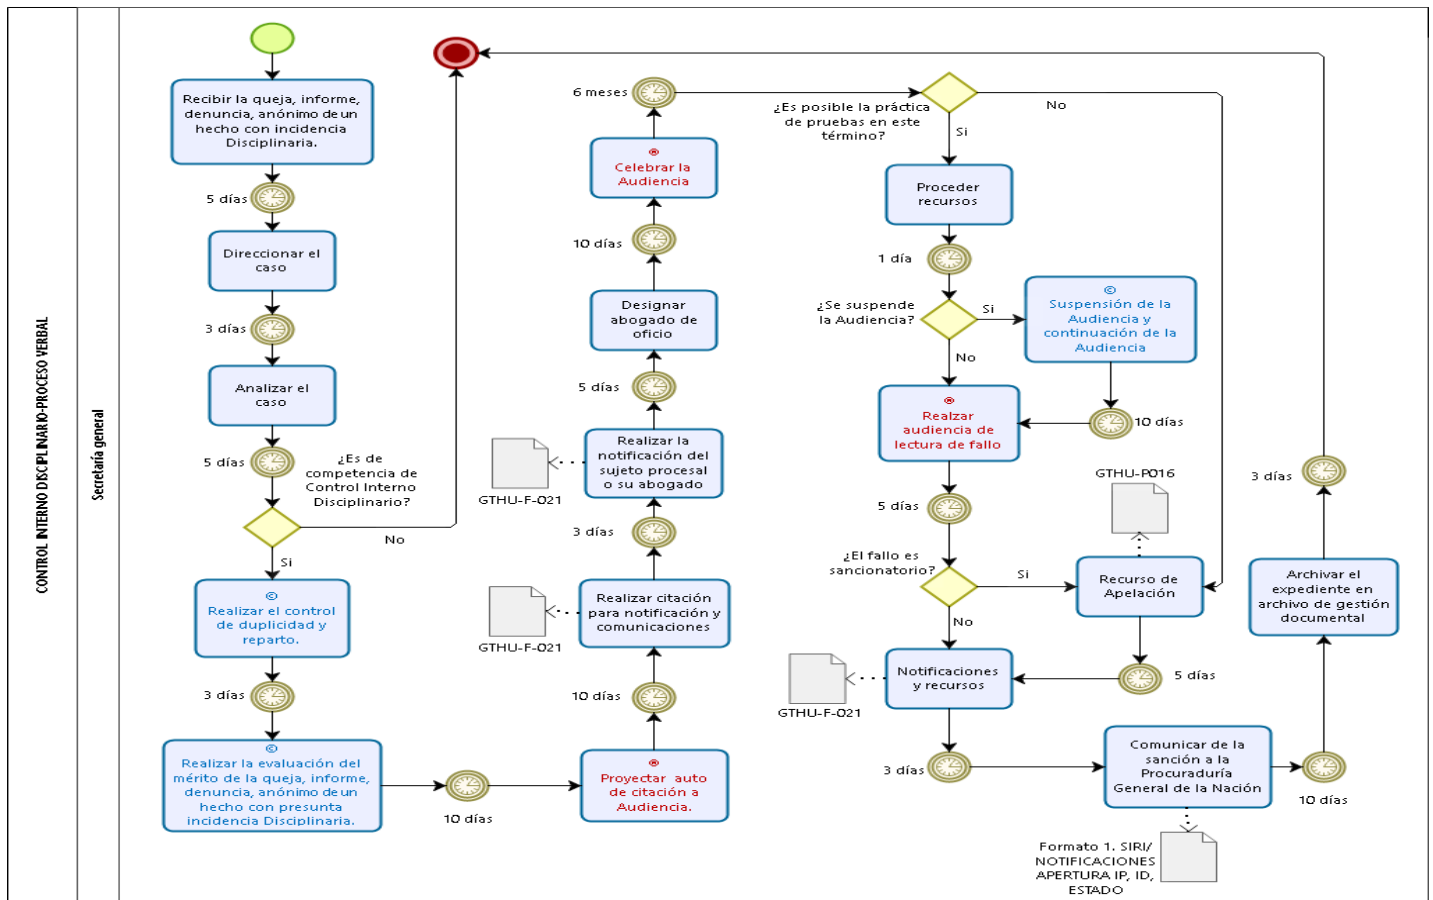 CONTROL INTERNO DISCIPLINARIO-PROCESO VERBAL
Secretaría general
Recibir la queja, informe,
denuncia, anónimo de un
hecho con incidencia
Disciplinaria.
5 días
Direccionar el
caso
3 días
Analizar el
caso
5 días
¿Es de
competencia de
Control Interno
Disciplinario?
No
Si
©
Realizar el control
de duplicidad y
reparto.
3 días
©
Realizar la evaluación del
mérito de la queja, informe,
denuncia, anónimo de un
hecho con presunta
incidencia Disciplinaria.
10 días
®
Proyectar auto
de citación a
Audiencia.
10 días
Realizar citación
para notificación y
comunicaciones
GTHU-F-021
3 días
Realizar la
notificación del
sujeto procesal
o su abogado
GTHU-F-021
5 días
Designar
abogado de
oficio
10 días
®
Celebrar la
Audiencia
6 meses
¿Es posible la práctica
de pruebas en este
término?
No
Si
Proceder
recursos
1 día
¿Se suspende
la Audiencia?
Si
©
Suspensión de la
Audiencia y
continuación de la
Audiencia
10 días
No
®
Realzar
audiencia de
lectura de fallo
5 días
¿El fallo es
sancionatorio?
Si
GTHU-P016
Recurso de
Apelación
5 días
No
Notificaciones
y recursos
GTHU-F-021
3 días
Comunicar de la
sanción a la
Procuraduría
General de la Nación
Formato 1. SIRI/
NOTIFICACIONES
APERTURA IP, ID,
ESTADO
10 días
Archivar el
expediente en
archivo de gestión
documental
3 días